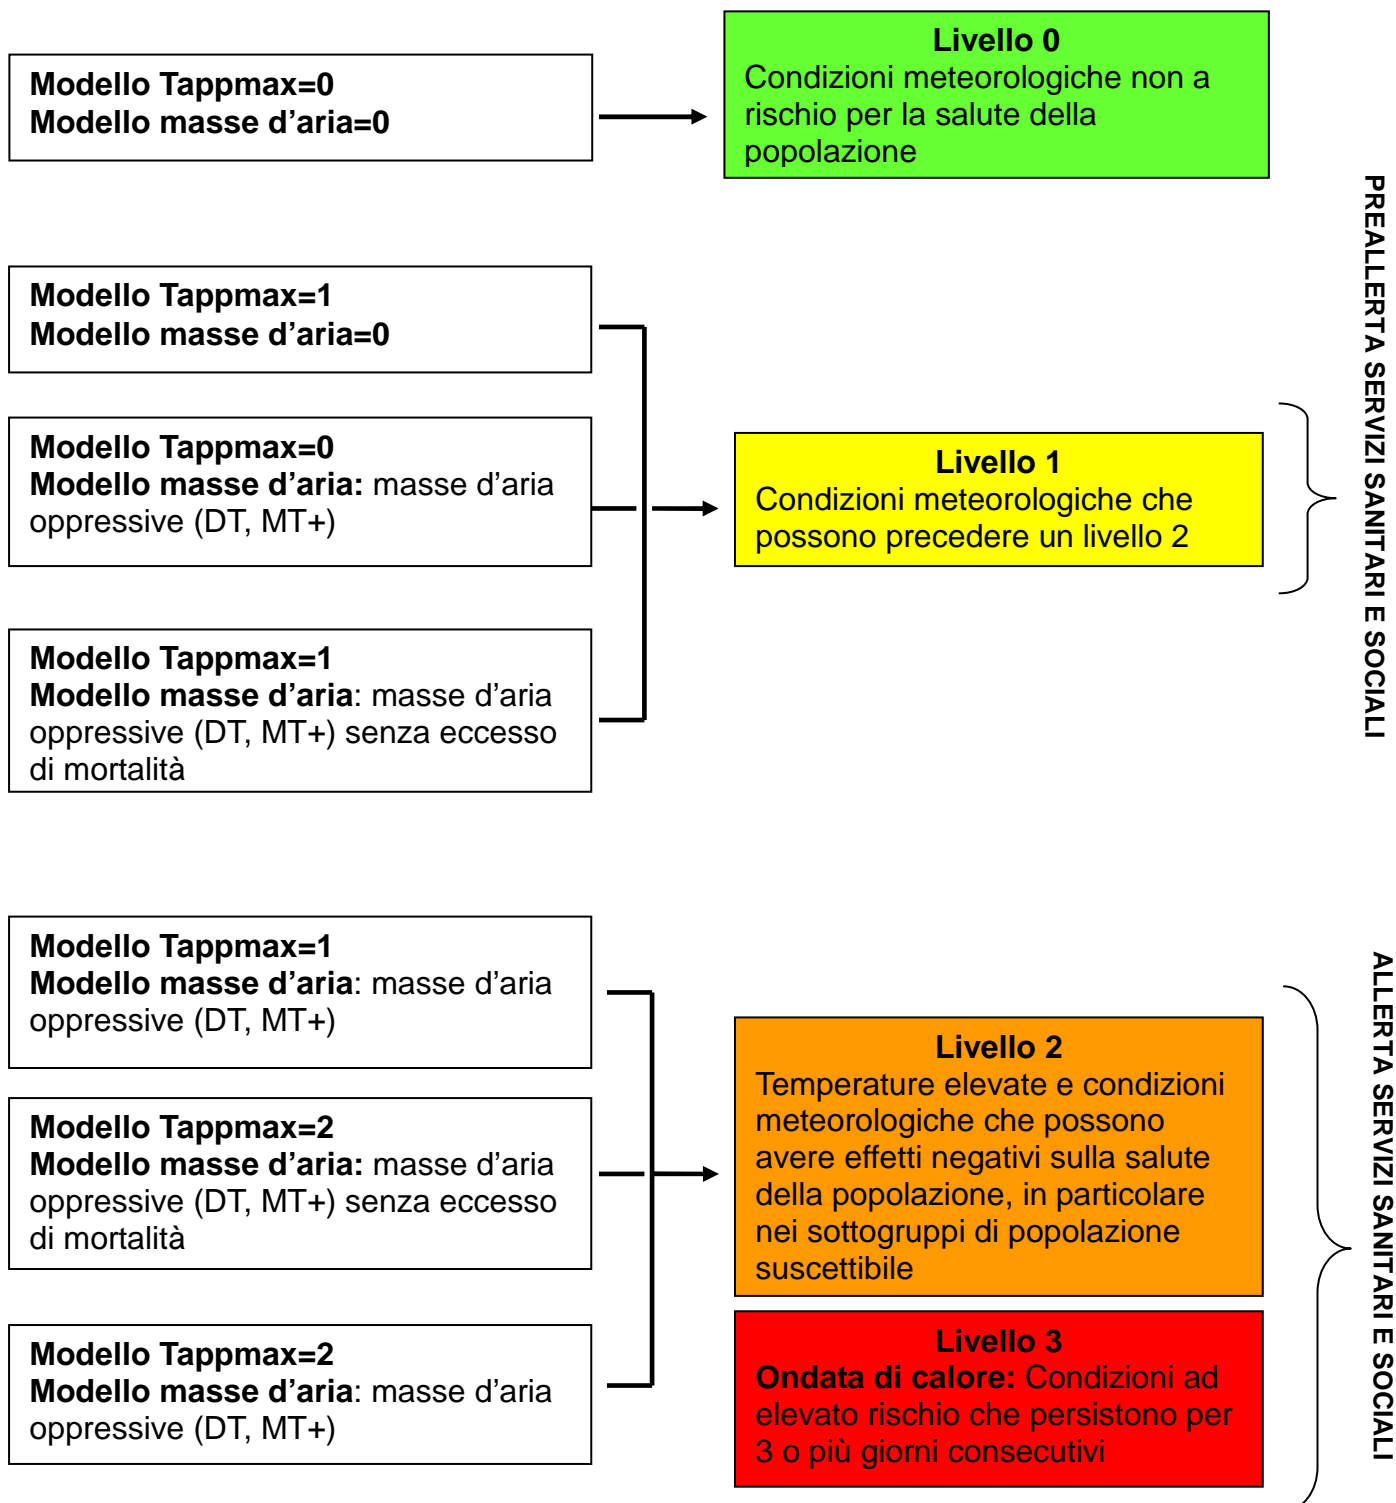 Modello Tappmax=0
Modello masse d’aria=0
Livello 0
Condizioni meteorologiche non a
rischio per la salute della
popolazione
Modello Tappmax=1
Modello masse d’aria=0
Modello Tappmax=0
Modello masse d’aria: masse d’aria
oppressive (DT, MT+)
Modello Tappmax=1
Modello masse d’aria: masse d’aria
oppressive (DT, MT+) senza eccesso
di mortalità
Livello 1
Condizioni meteorologiche che
possono precedere un livello 2
PREALLERTA SERVIZI SANITARI E SOCIALI
Modello Tappmax=1
Modello masse d’aria: masse d’aria
oppressive (DT, MT+)
Modello Tappmax=2
Modello masse d’aria: masse d’aria
oppressive (DT, MT+) senza eccesso
di mortalità
Modello Tappmax=2
Modello masse d’aria: masse d’aria
oppressive (DT, MT+)
Livello 2
Temperature elevate e condizioni
meteorologiche che possono
avere effetti negativi sulla salute
della popolazione, in particolare
nei sottogruppi di popolazione
suscettibile
Livello 3
Ondata di calore: Condizioni ad
elevato rischio che persistono per
3 o più giorni consecutivi
ALLERTA SERVIZI SANITARI E SOCIALI